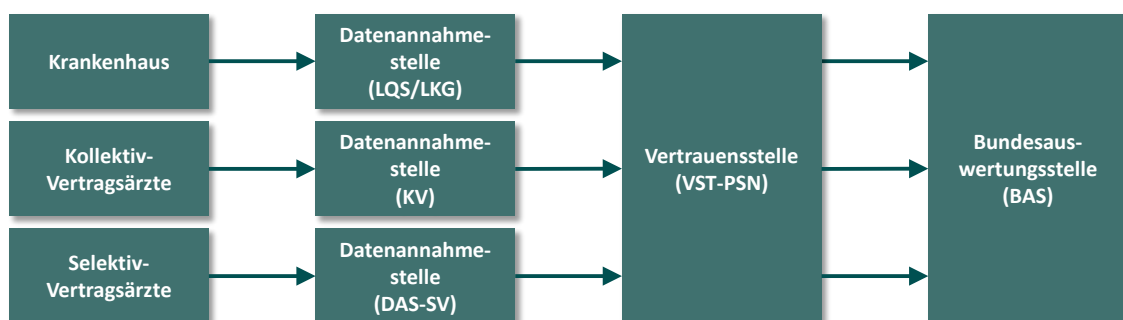 Krankenhaus
Datenannahme-
stelle
(LQS/LKG)
Kollektiv-
Vertragsärzte
Datenannahme-
stelle
(KV)
Selektiv-
Vertragsärzte
Datenannahme-
stelle
(DAS-SV)
Vertrauensstelle
(VST-PSN)
Bundesaus-
wertungsstelle
(BAS)